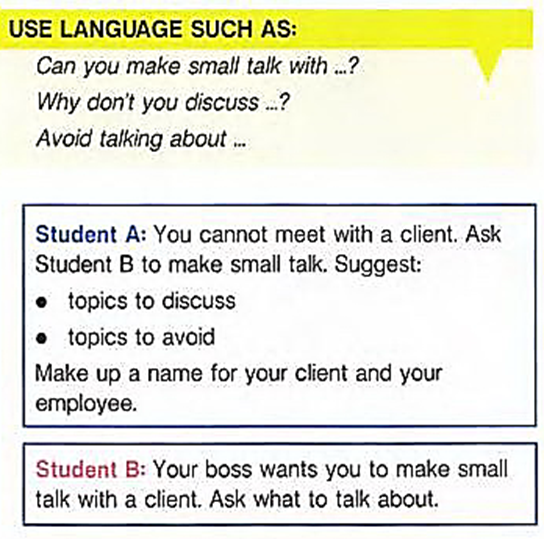 USE LANGUAGE SUCH AS:
Can you make small talk with ...?
Why don't you discuss ...?
Avoid talking about ...
Student A: You cannot meet with a client. Ask
Student B to make small talk. Suggest:
• topics to discuss
• topics to avoid
Make up a name for your client and your
employee.
Student B: Your boss wants you to make small
talk with a client. Ask what to talk about.